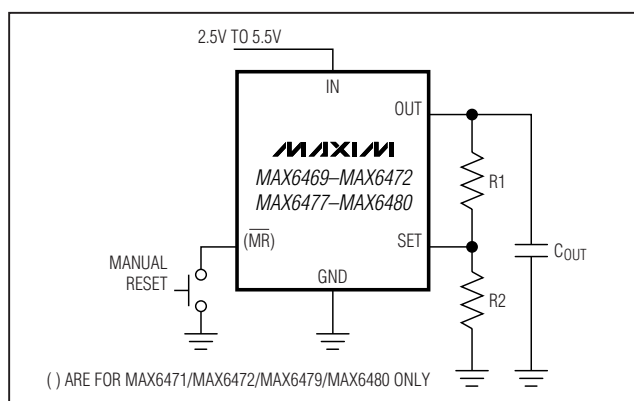 2.5V TO 5.5V
IN
OUT
MAXIM
MAX6469–MAX6472
MAX6477–MAX6480
R1
(M̅R̅)
SET
COUT
MANUAL
RESET
GND
R2
( ) ARE FOR MAX6471/MAX6472/MAX6479/MAX6480 ONLY